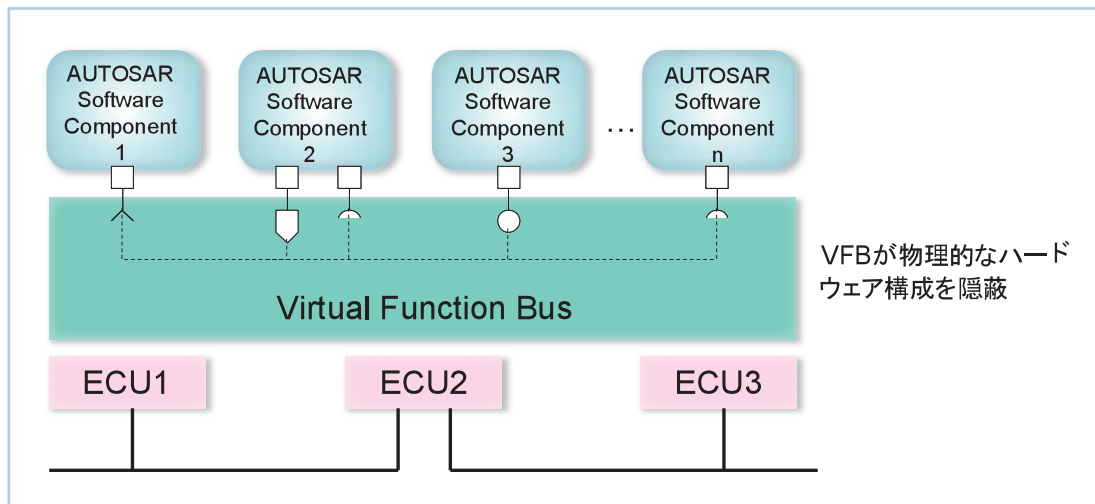 AUTOSAR
Software
Component
1
AUTOSAR
Software
Component
2
AUTOSAR
Software
Component
3
...
AUTOSAR
Software
Component
n
Virtual Function Bus
VFBが物理的なハード
ウェア構成を隠蔽
ECU1
ECU2
ECU3